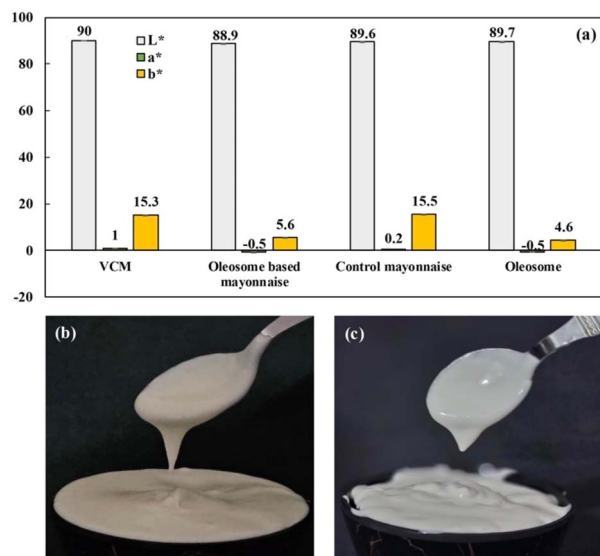 100
(a)
90
88.9
89.6
89.7
L*
a*
b*
80
60
40
20
0
-20
1
15.3
-0.5
5.6
0.2
15.5
-0.5
4.6
VCM
Oleosome based
mayonnaise
Control mayonnaise
Oleosome
(b)
(c)